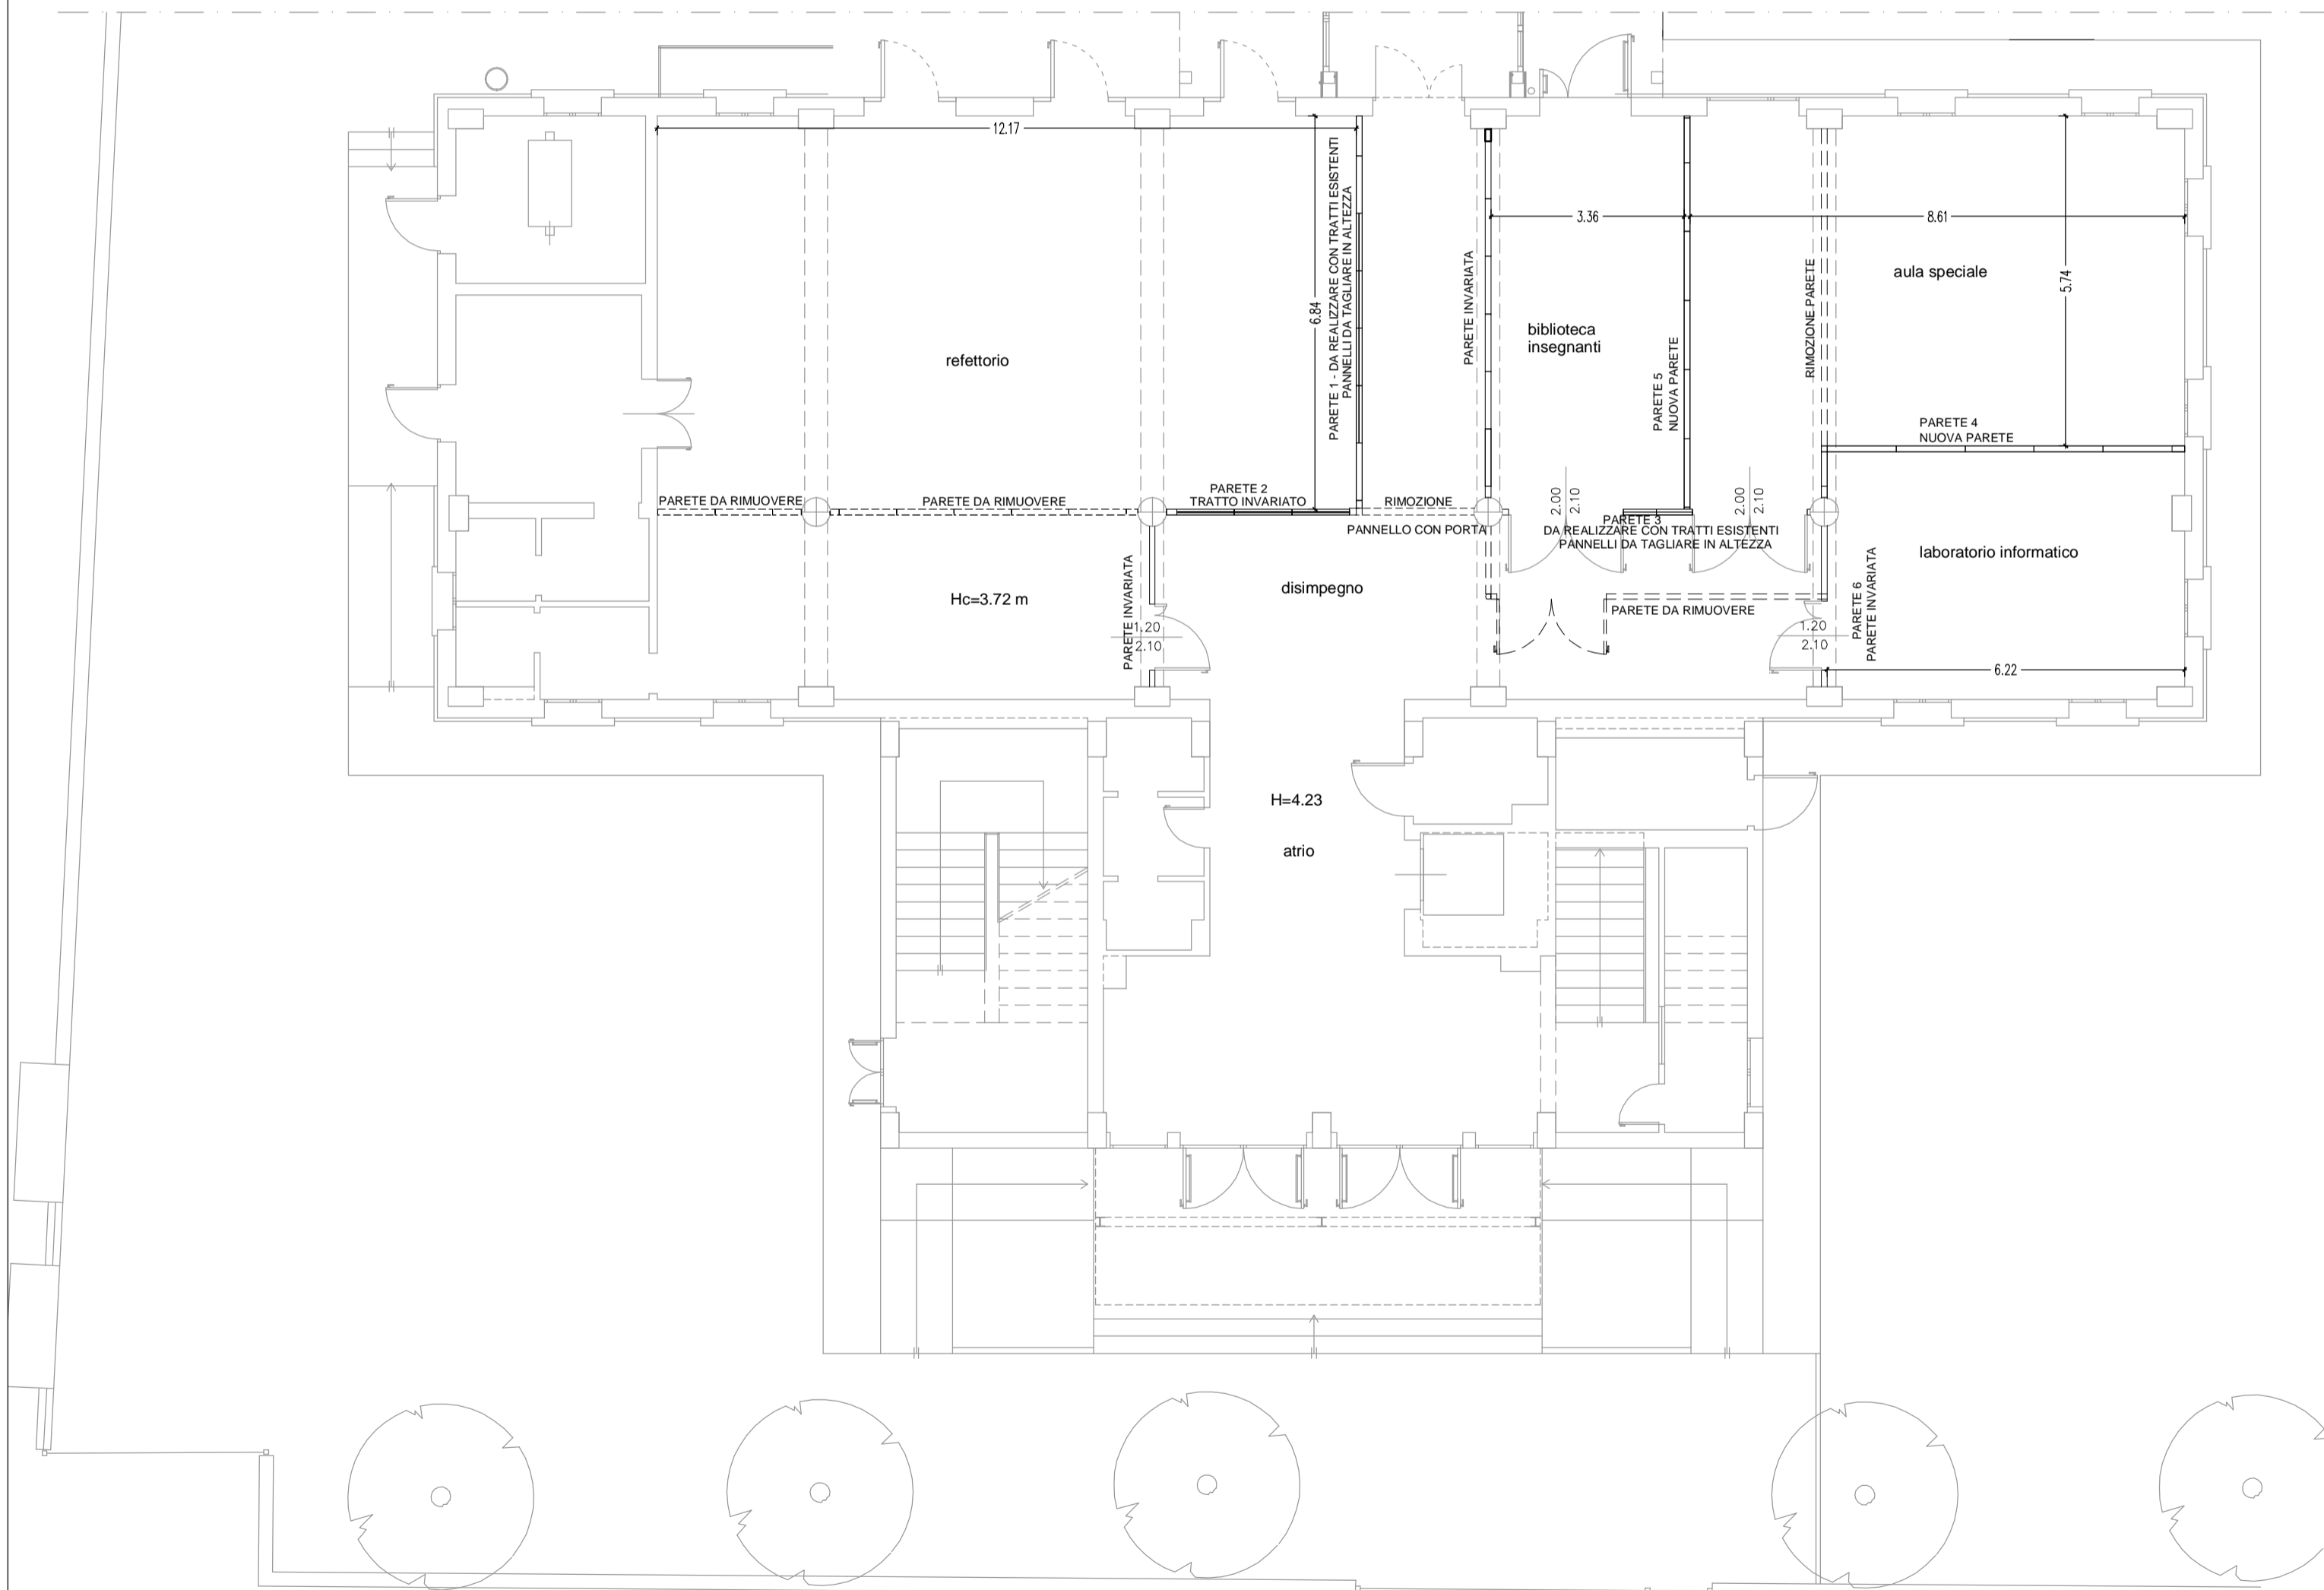 12.17
6.84
PARETE 1 - DA REALIZZARE CON TRATTI ESISTENTI
PANNELLI DA TAGLIARE IN ALTEZZA
PARETE INVARIATA
3.36
8.61
RIMOZIONE PARETE
aula speciale
5.74
refettorio
biblioteca
insegnanti
PARETE 5
NUOVA PARETE
PARETE 4
NUOVA PARETE
PARETE DA RIMUOVERE
PARETE DA RIMUOVERE
PARETE 2
TRATTO INVARIATO
RIMOZIONE
PANNELLO CON PORTA
2.00
2.10
2.00
2.10
PARETE 3
DA REALIZZARE CON TRATTI ESISTENTI
PANNELLI DA TAGLIARE IN ALTEZZA
laboratorio informatico
Hc=3.72 m
PARETE INVARIATA
1.20
2.10
disimpegno
PARETE DA RIMUOVERE
1.20
2.10
PARETE 6
PARETE INVARIATA
6.22
H=4.23
atrio